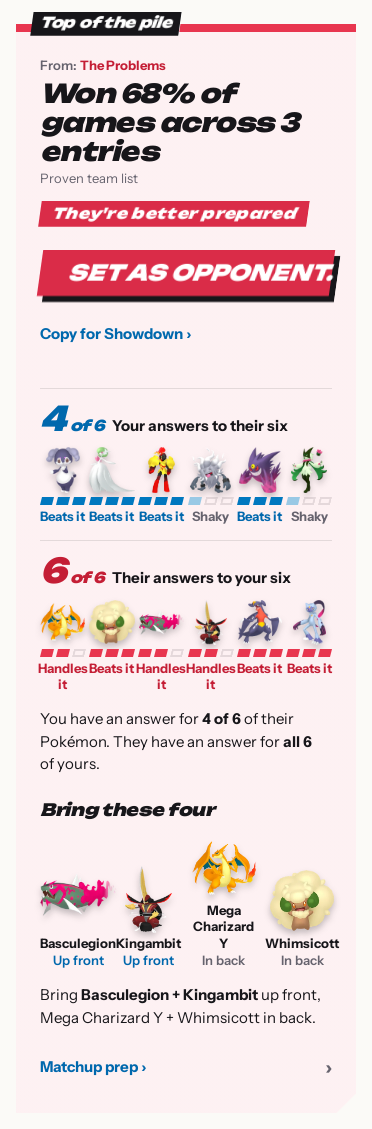 Top of the pile
From: The Problems
Won 68% of
games across 3
entries
Proven team list
They're better prepared
SET AS OPPONENT.
Copy for Showdown ›
4 of 6 Your answers to their six
Beats it Beats it Beats it Shaky Beats it Shaky
6 of 6 Their answers to your six
Handles it Beats it Handles it Handles it Beats it Beats it
You have an answer for 4 of 6 of their
Pokémon. They have an answer for all 6
of yours.
Bring these four
Basculegion Kingambit Mega Charizard Y Whimsicott
Up front Up front In back In back
Bring Basculegion + Kingambit up front,
Mega Charizard Y + Whimsicott in back.
Matchup prep › ›